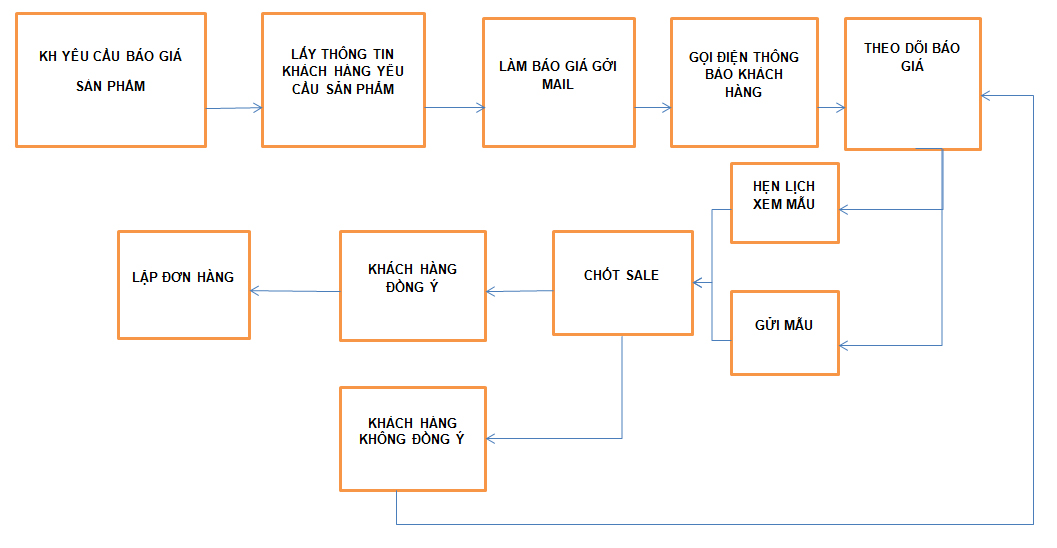 KH YÊU CẦU BÁO GIÁ
SẢN PHẨM
LẤY THÔNG TIN
KHÁCH HÀNG YÊU
CẦU SẢN PHẨM
LÀM BÁO GIÁ GỞI
MAIL
GỌI ĐIỆN THÔNG
BÁO KHÁCH
HÀNG
THEO DÕI BÁO
GIÁ
HẸN LỊCH
XEM MẪU
GỬI MẪU
CHỐT SALE
KHÁCH HÀNG
ĐỒNG Ý
LẬP ĐƠN HÀNG
KHÁCH HÀNG
KHÔNG ĐỒNG Ý